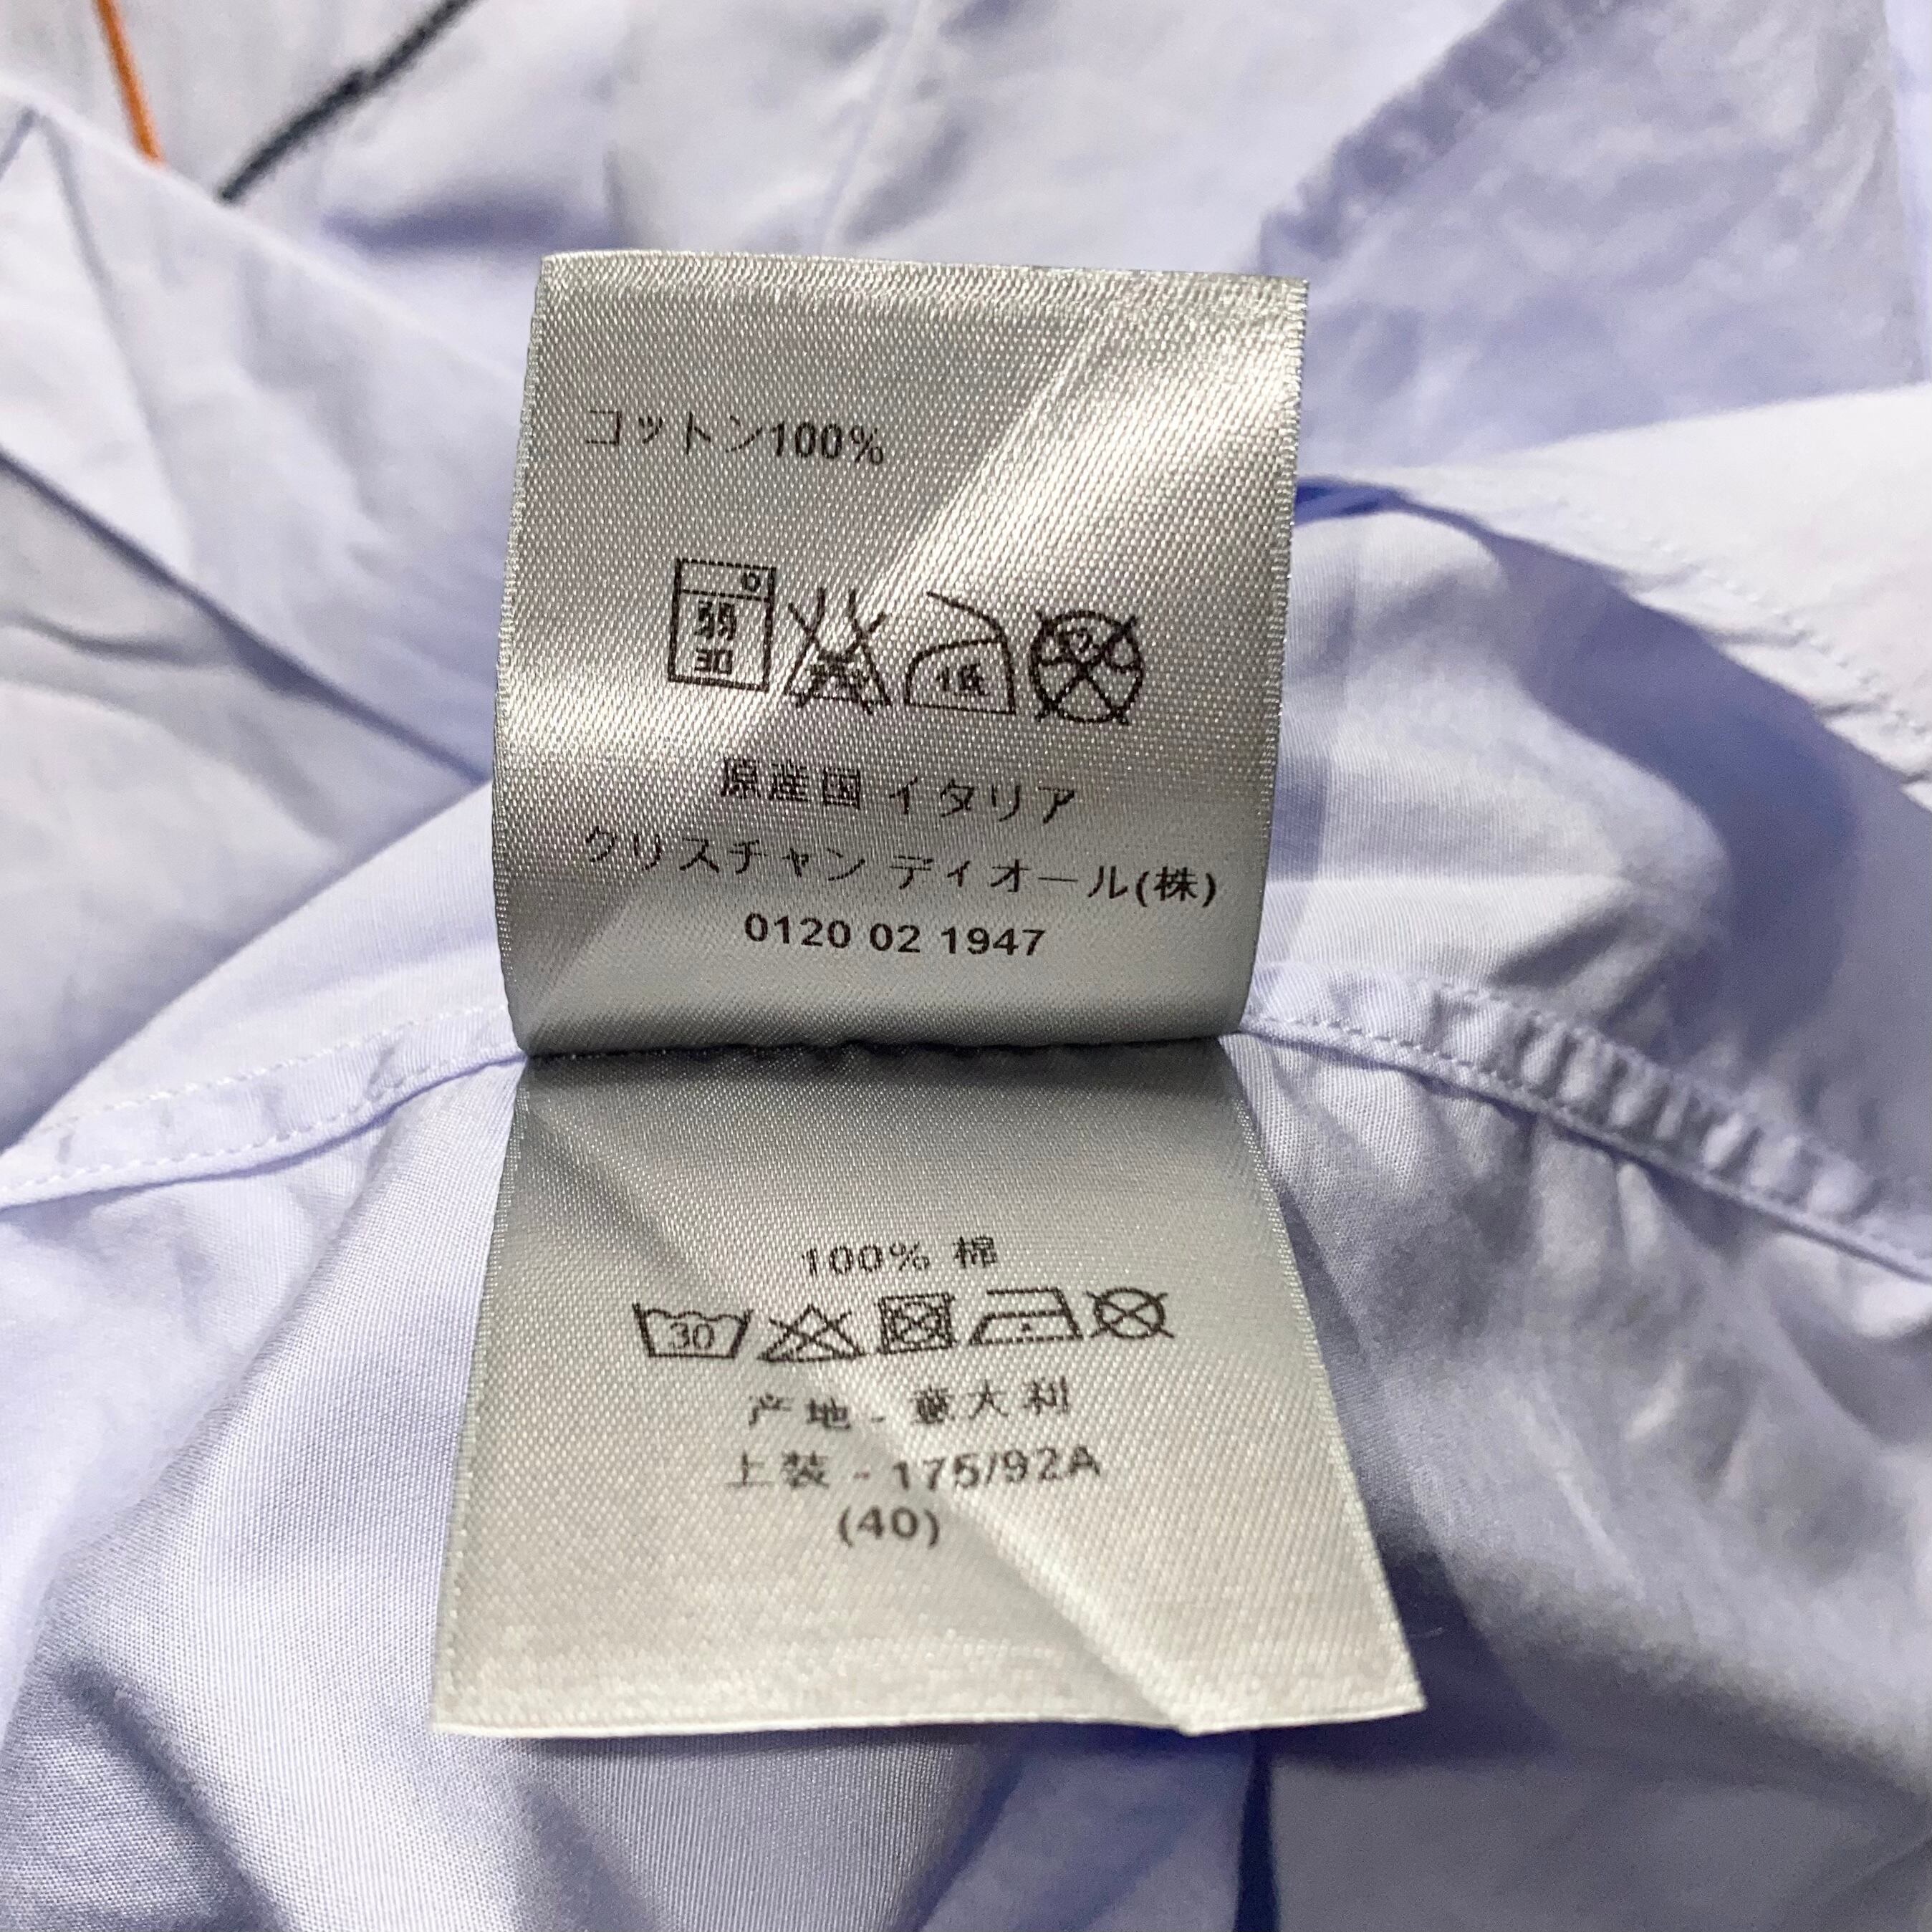 コットン100%
30
原産国 イタリア
クリスチャン ディオール(株)
0120 02 1947
100% 棉
30
产地 - 意大利
上装 - 175/92A
(40)